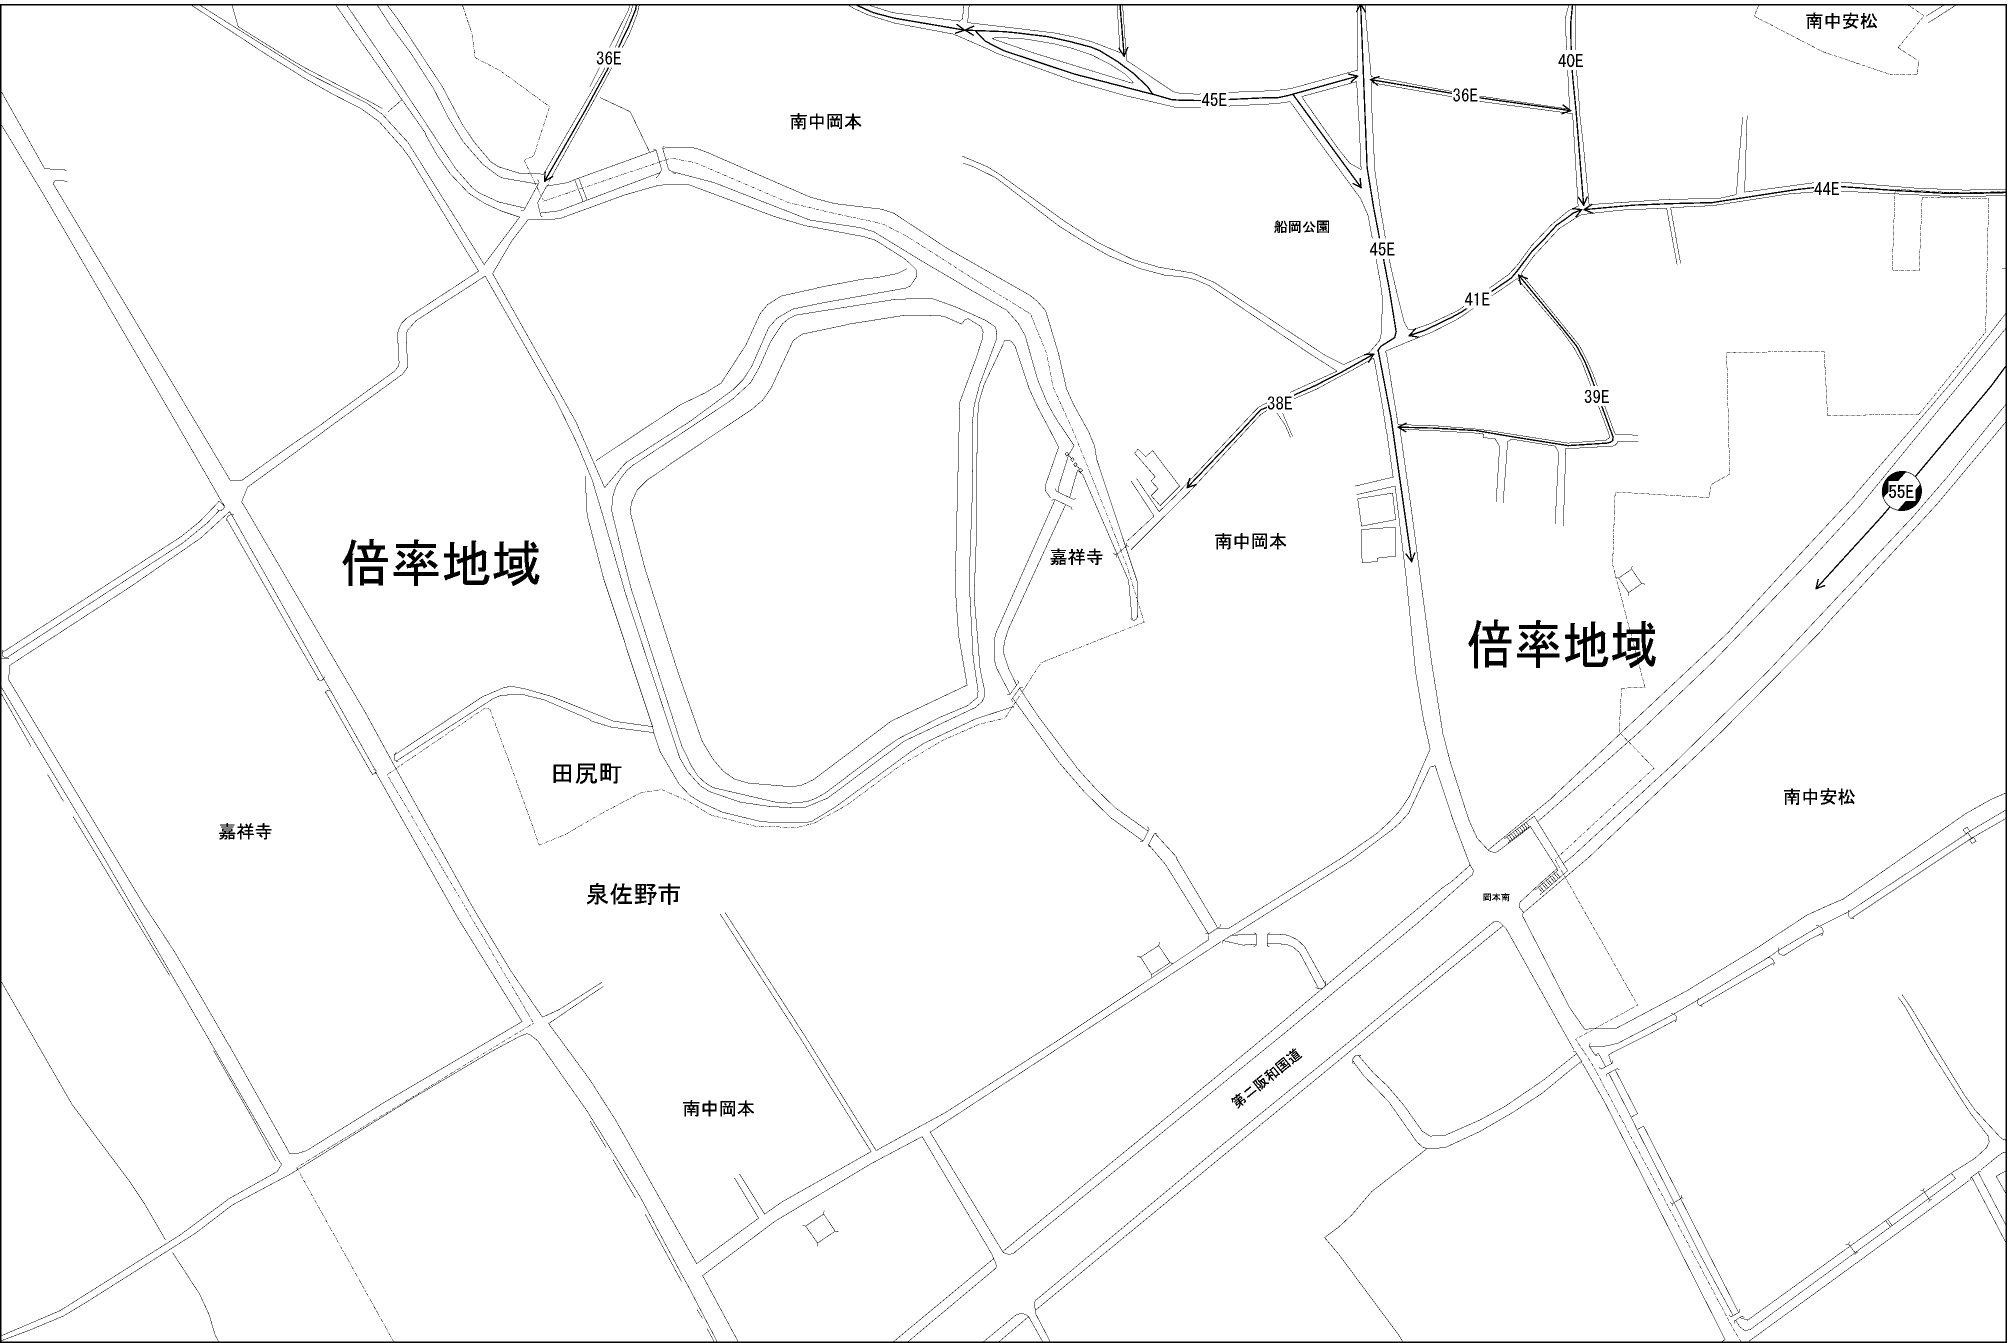 南中安松
36E
40E
45E
36E
南中岡本
44E
船岡公園
45E
41E
39E
38E
55E
南中岡本
嘉祥寺
倍率地域
倍率地域
田尻町
南中安松
嘉祥寺
泉佐野市
岡本南
第二阪和国道
南中岡本